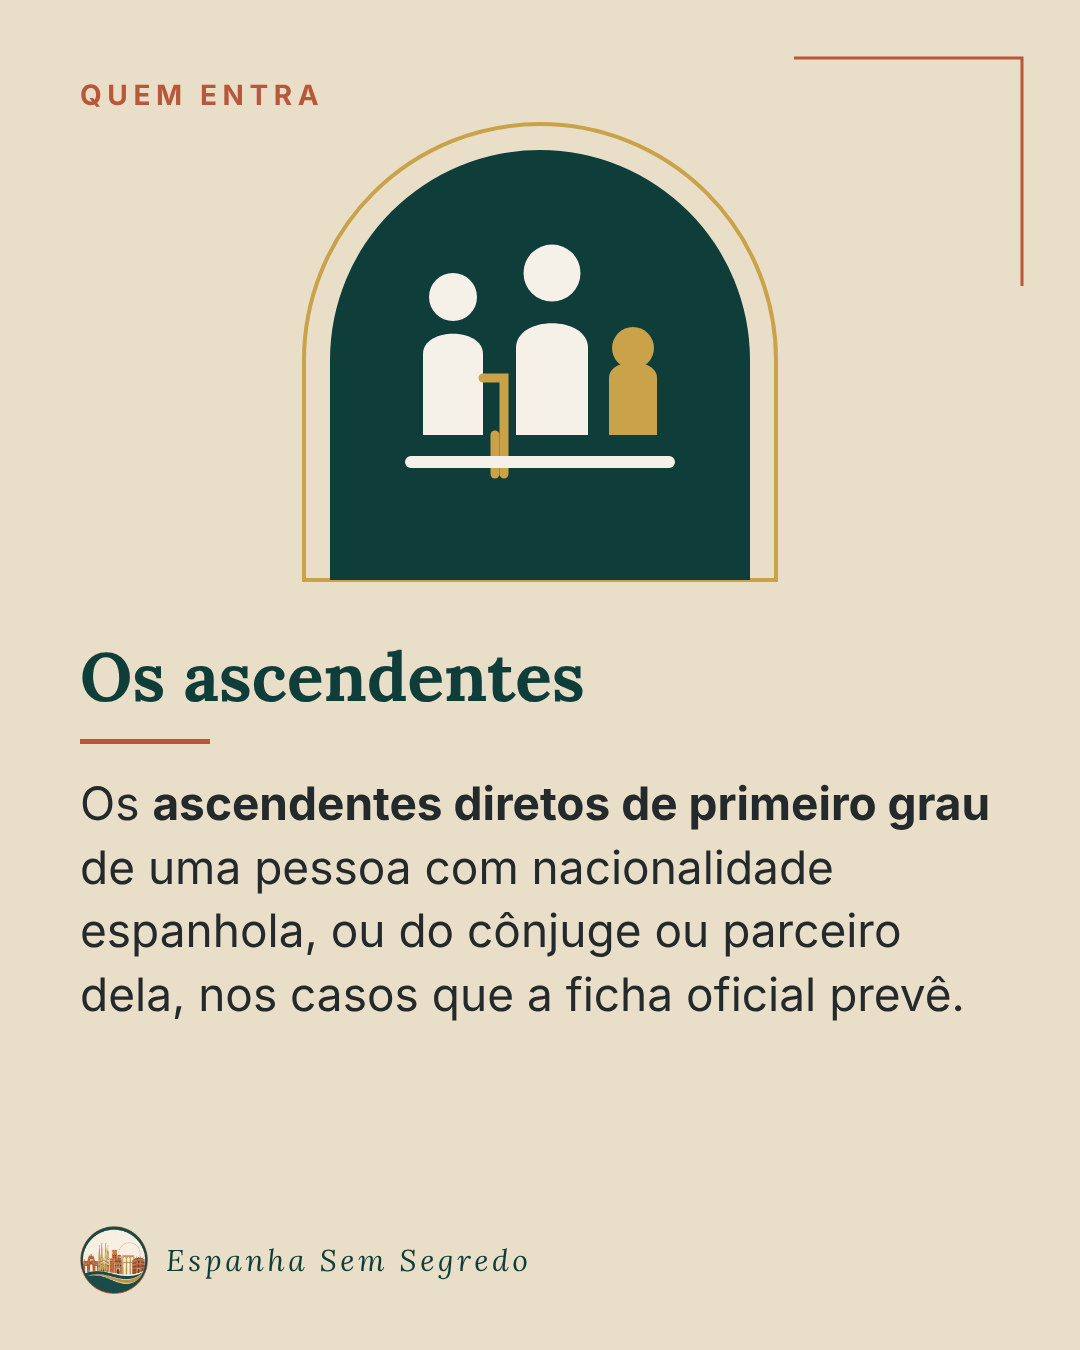 QUEM ENTRA
Os ascendentes
Os ascendentes diretos de primeiro grau
de uma pessoa com nacionalidade
espanhola, ou do cônjuge ou parceiro
dela, nos casos que a ficha oficial prevê.
Espanha Sem Segredo